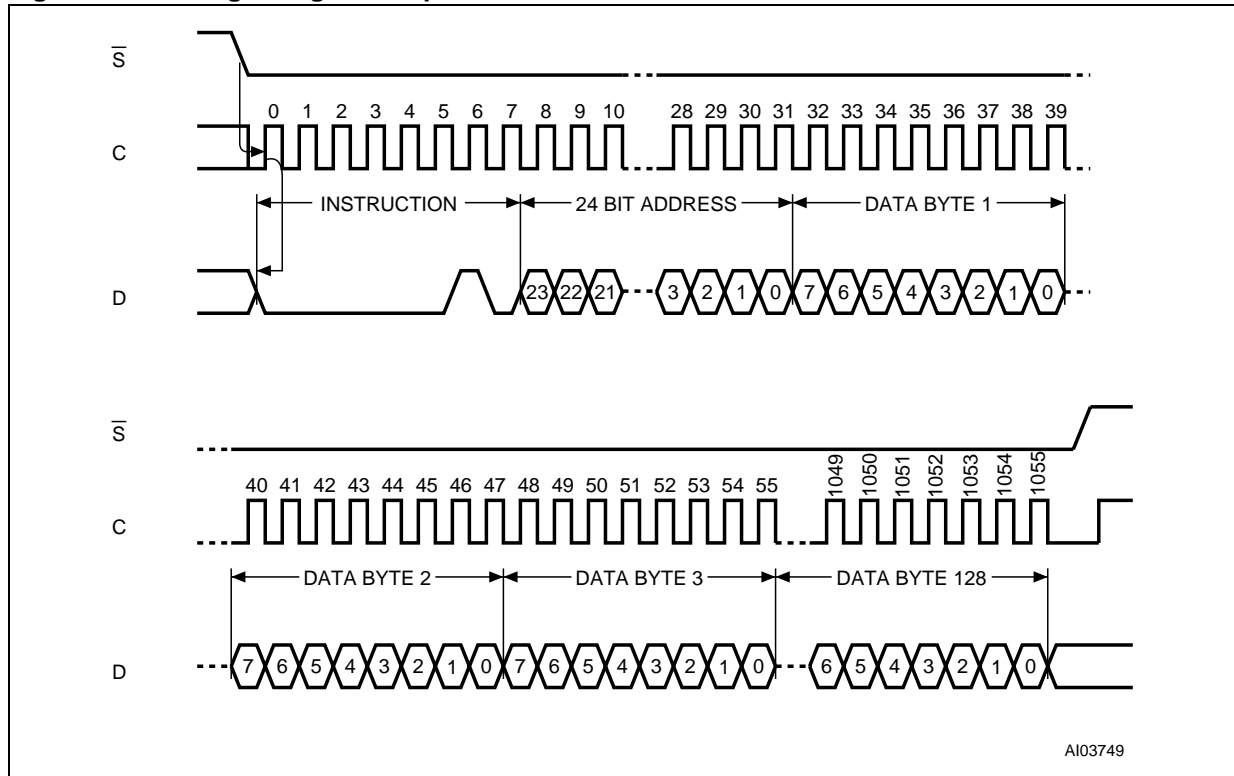 S
0 1 2 3 4 5 6 7 8 9 10 28 29 30 31 32 33 34 35 36 37 38 39
C
INSTRUCTION 24 BIT ADDRESS DATA BYTE 1
D 23 22 21 3 2 1 0 7 6 5 4 3 2 1 0
S
40 41 42 43 44 45 46 47 48 49 50 51 52 53 54 55 1049 1050 1051 1052 1053 1054 1055
C
DATA BYTE 2 DATA BYTE 3 DATA BYTE 128
D 7 6 5 4 3 2 1 0 7 6 5 4 3 2 1 0 6 5 4 3 2 1 0
AI03749